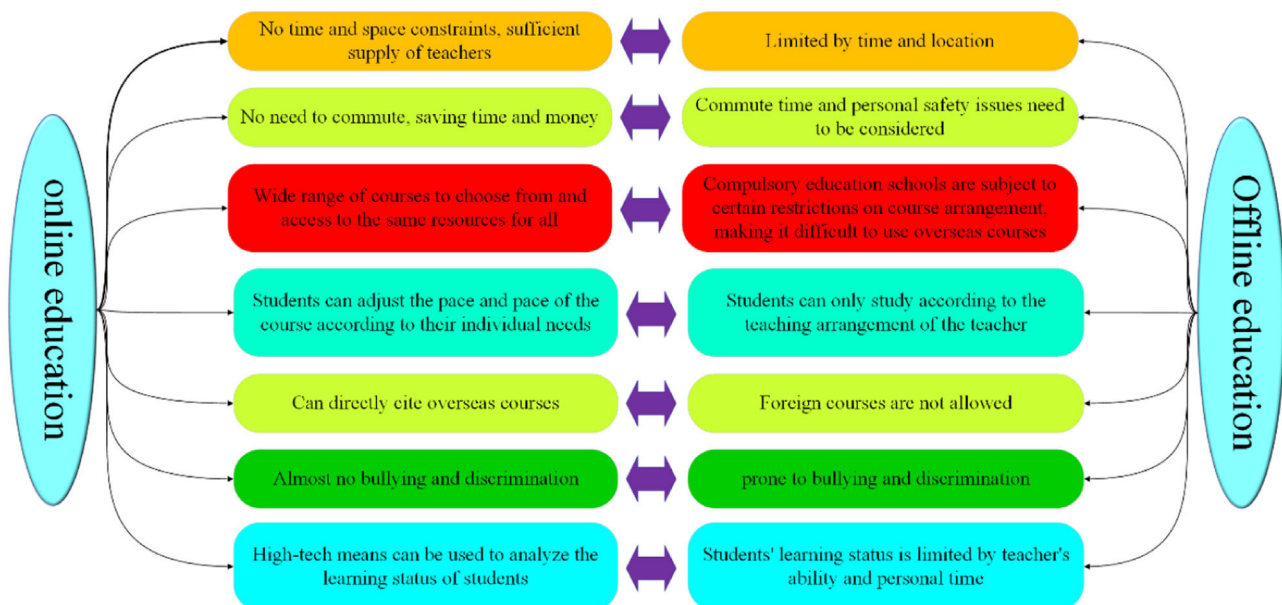 online education
No time and space constraints, sufficient
supply of teachers
Limited by time and location
No need to commute, saving time and money
Commute time and personal safety issues need
to be considered
Wide range of courses to choose from and
access to the same resources for all
Compulsory education schools are subject to
certain restrictions on course arrangement,
making it difficult to use overseas courses
Students can adjust the pace and pace of the
course according to their individual needs
Students can only study according to the
teaching arrangement of the teacher
Can directly cite overseas courses
Foreign courses are not allowed
Almost no bullying and discrimination
prone to bullying and discrimination
High-tech means can be used to analyze the
learning status of students
Students' learning status is limited by teacher's
ability and personal time
Offline education